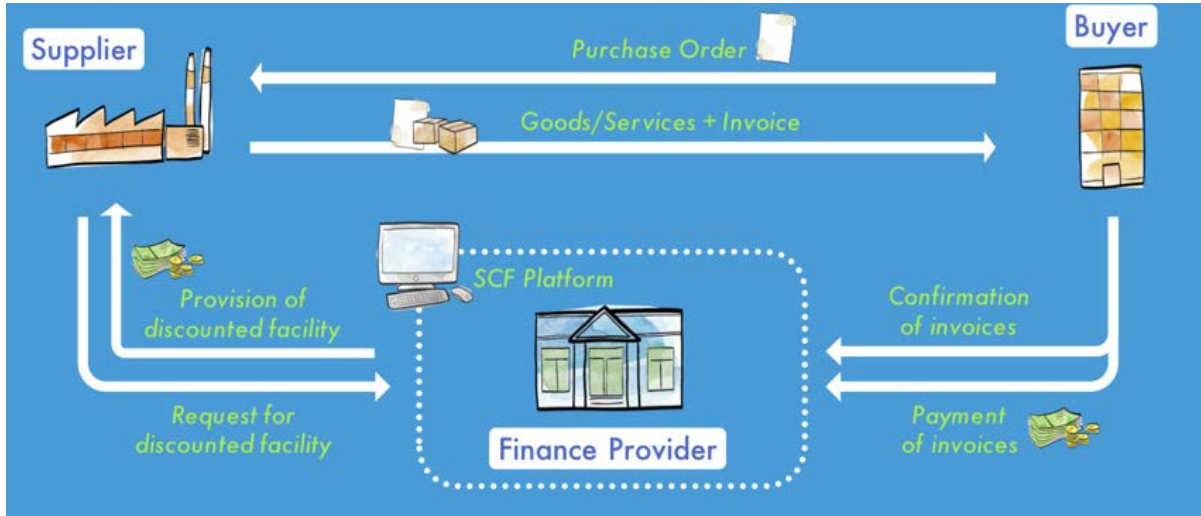 Supplier
Purchase Order
Buyer
Goods/Services + Invoice
SCF Platform
Provision of
discounted facility
Confirmation
of invoices
Request for
discounted facility
Payment
of invoices
Finance Provider